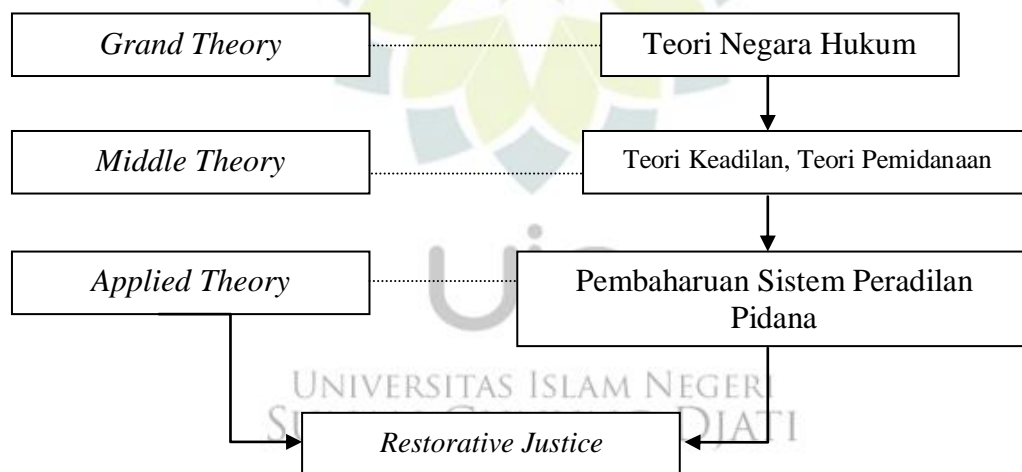 Grand Theory
Teori Negara Hukum
Middle Theory
Teori Keadilan, Teori Pemidanaan
Applied Theory
Pembaharuan Sistem Peradilan
Pidana
UNIVERSITAS ISLAM NEGERI
DJATI
Restorative Justice